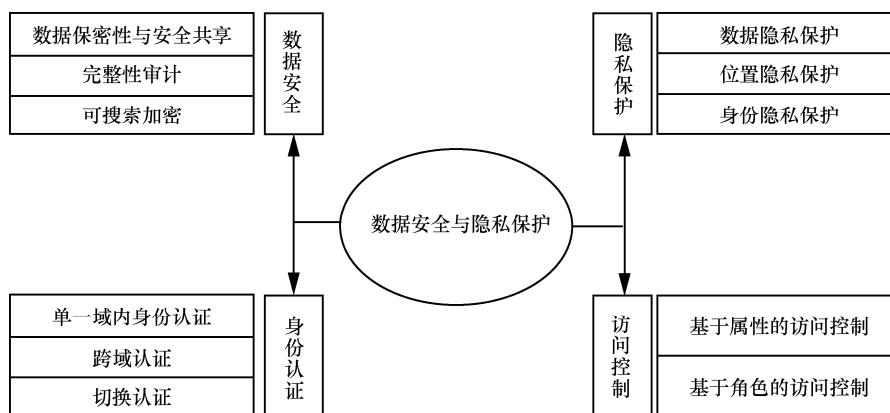 数据保密性与安全共享
完整性审计
可搜索加密
数据安全
隐私保护
数据隐私保护
位置隐私保护
身份隐私保护
数据安全与隐私保护
单一域内身份认证
跨域认证
切换认证
身份认证
访问控制
基于属性的访问控制
基于角色的访问控制